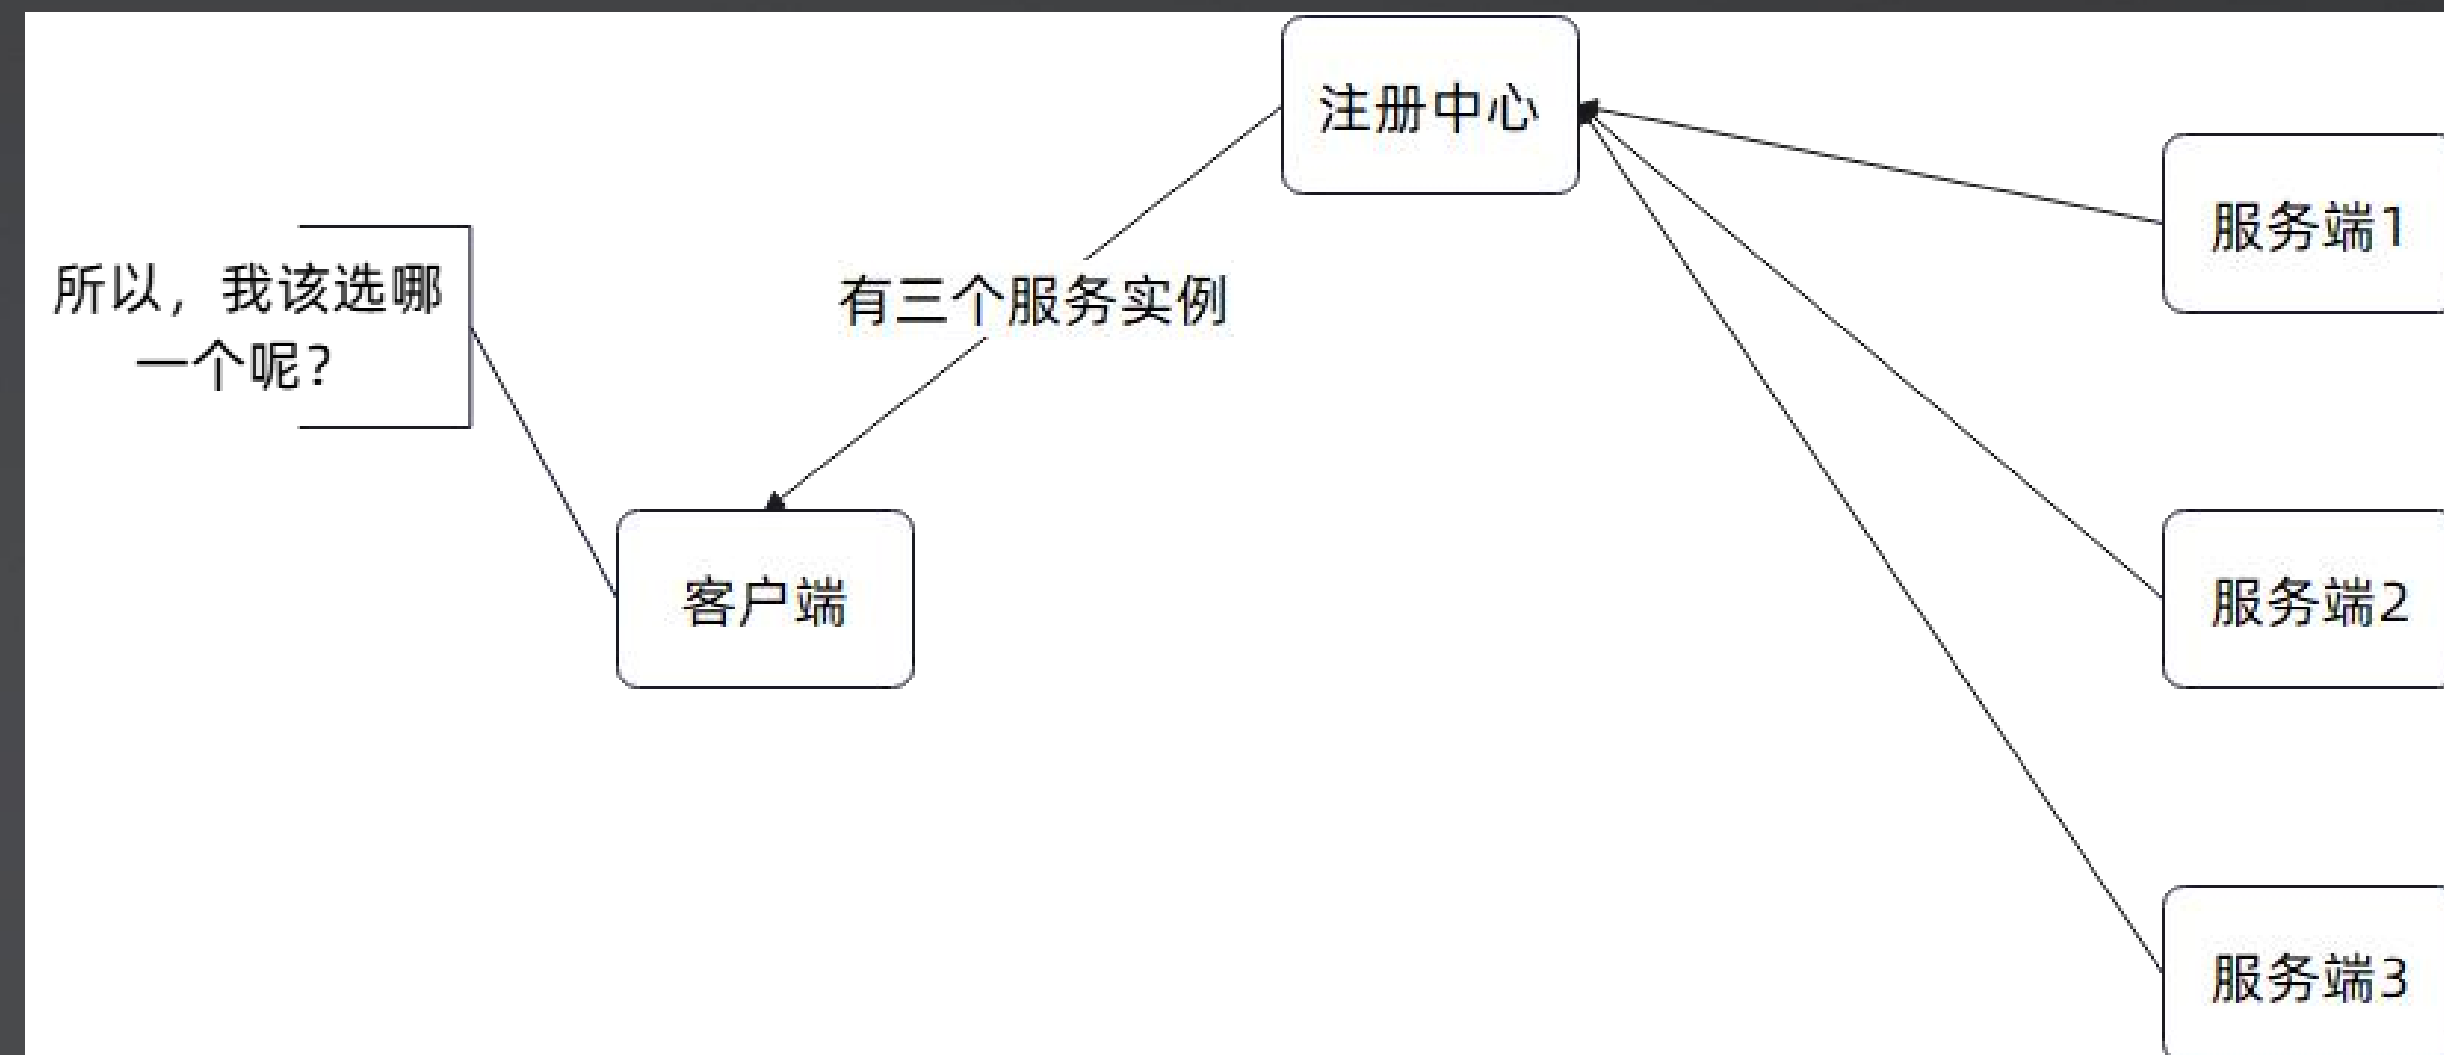 注册中心
服务端1
所以，我该选哪
一个呢？
有三个服务实例
客户端
服务端2
服务端3